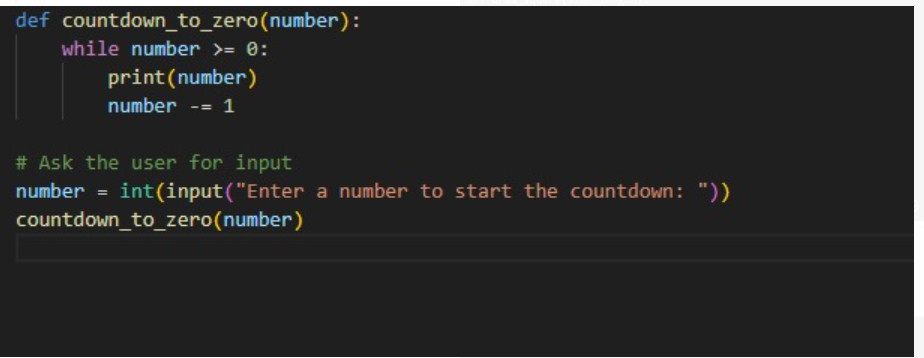 def countdown_to_zero(number):
    while number >= 0:
        print(number)
        number -= 1

# Ask the user for input
number = int(input("Enter a number to start the countdown: "))
countdown_to_zero(number)